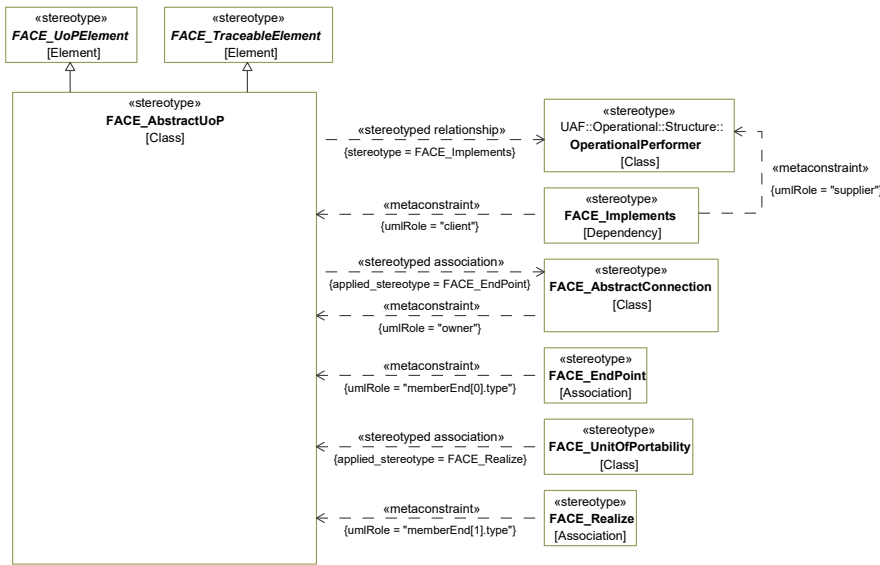 «stereotype»
FACE_UoPElement
[Element]
«stereotype»
FACE_TraceableElement
[Element]
«stereotype»
FACE_AbstractUoP
[Class]
«stereotyped relationship»
{stereotype = FACE_Implements}
«stereotype»
UAF::Operational::Structure::
OperationalPerformer
[Class]
«metaconstraint»
{umlRole = "supplier"}
«metaconstraint»
{umlRole = "client"}
«stereotype»
FACE_Implements
[Dependency]
«stereotyped association»
{applied_stereotype = FACE_EndPoint}
«metaconstraint»
{umlRole = "owner"}
«stereotype»
FACE_AbstractConnection
[Class]
«metaconstraint»
{umlRole = "memberEnd[0].type"}
«stereotype»
FACE_EndPoint
[Association]
«stereotyped association»
{applied_stereotype = FACE_Realize}
«stereotype»
FACE_UnitOfPortability
[Class]
«metaconstraint»
{umlRole = "memberEnd[1].type"}
«stereotype»
FACE_Realize
[Association]